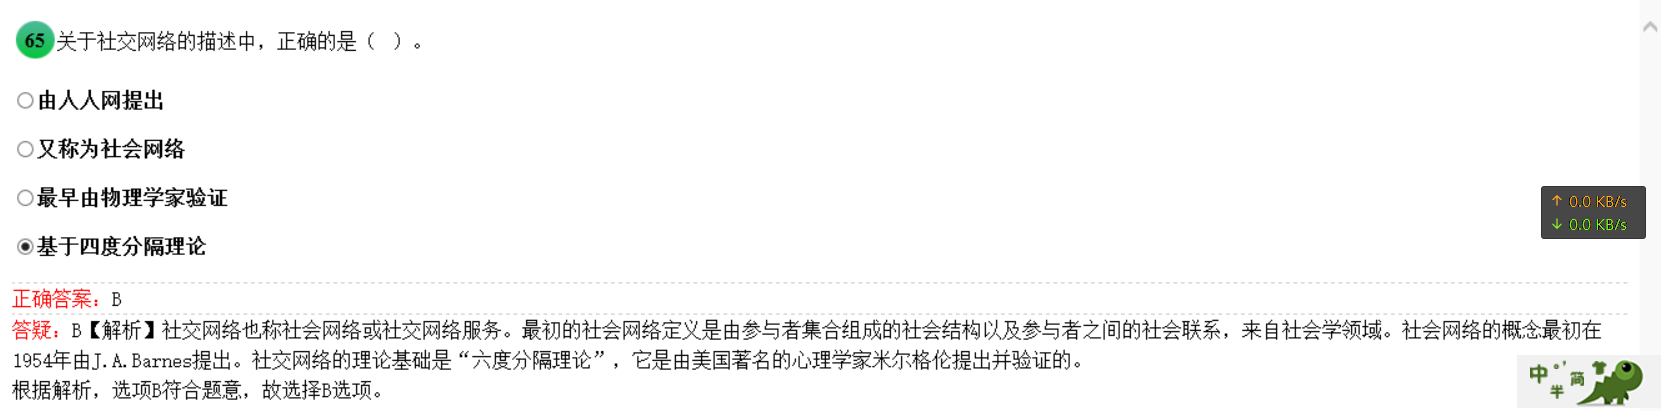 65 关于社交网络的描述中，正确的是（ ）。
由人人网提出
又称为社会网络
最早由物理学家验证
基于四度分隔理论
↑ 0.0 KB/s
↓ 0.0 KB/s
正确答案：B
答疑：B【解析】社交网络也称社会网络或社交网络服务。最初的社会网络定义是由参与者集合组成的社会结构以及参与者之间的社会联系，来自社会学领域。社会网络的概念最初在
1954年由J.A.Barnes提出。社交网络的理论基础是“六度分隔理论”，它是由美国著名的心理学家米尔格伦提出并验证的。
根据解析，选项B符合题意，故选择B选项。
中 °, 半 简